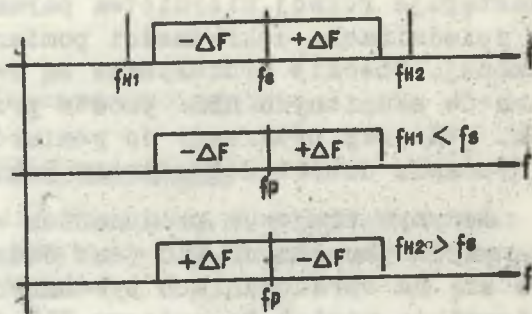 -ΔF +ΔF
fH1 fs fH2 f
-ΔF +ΔF fH1 < fs
fp f
+ΔF -ΔF fH2 > fs
fp f